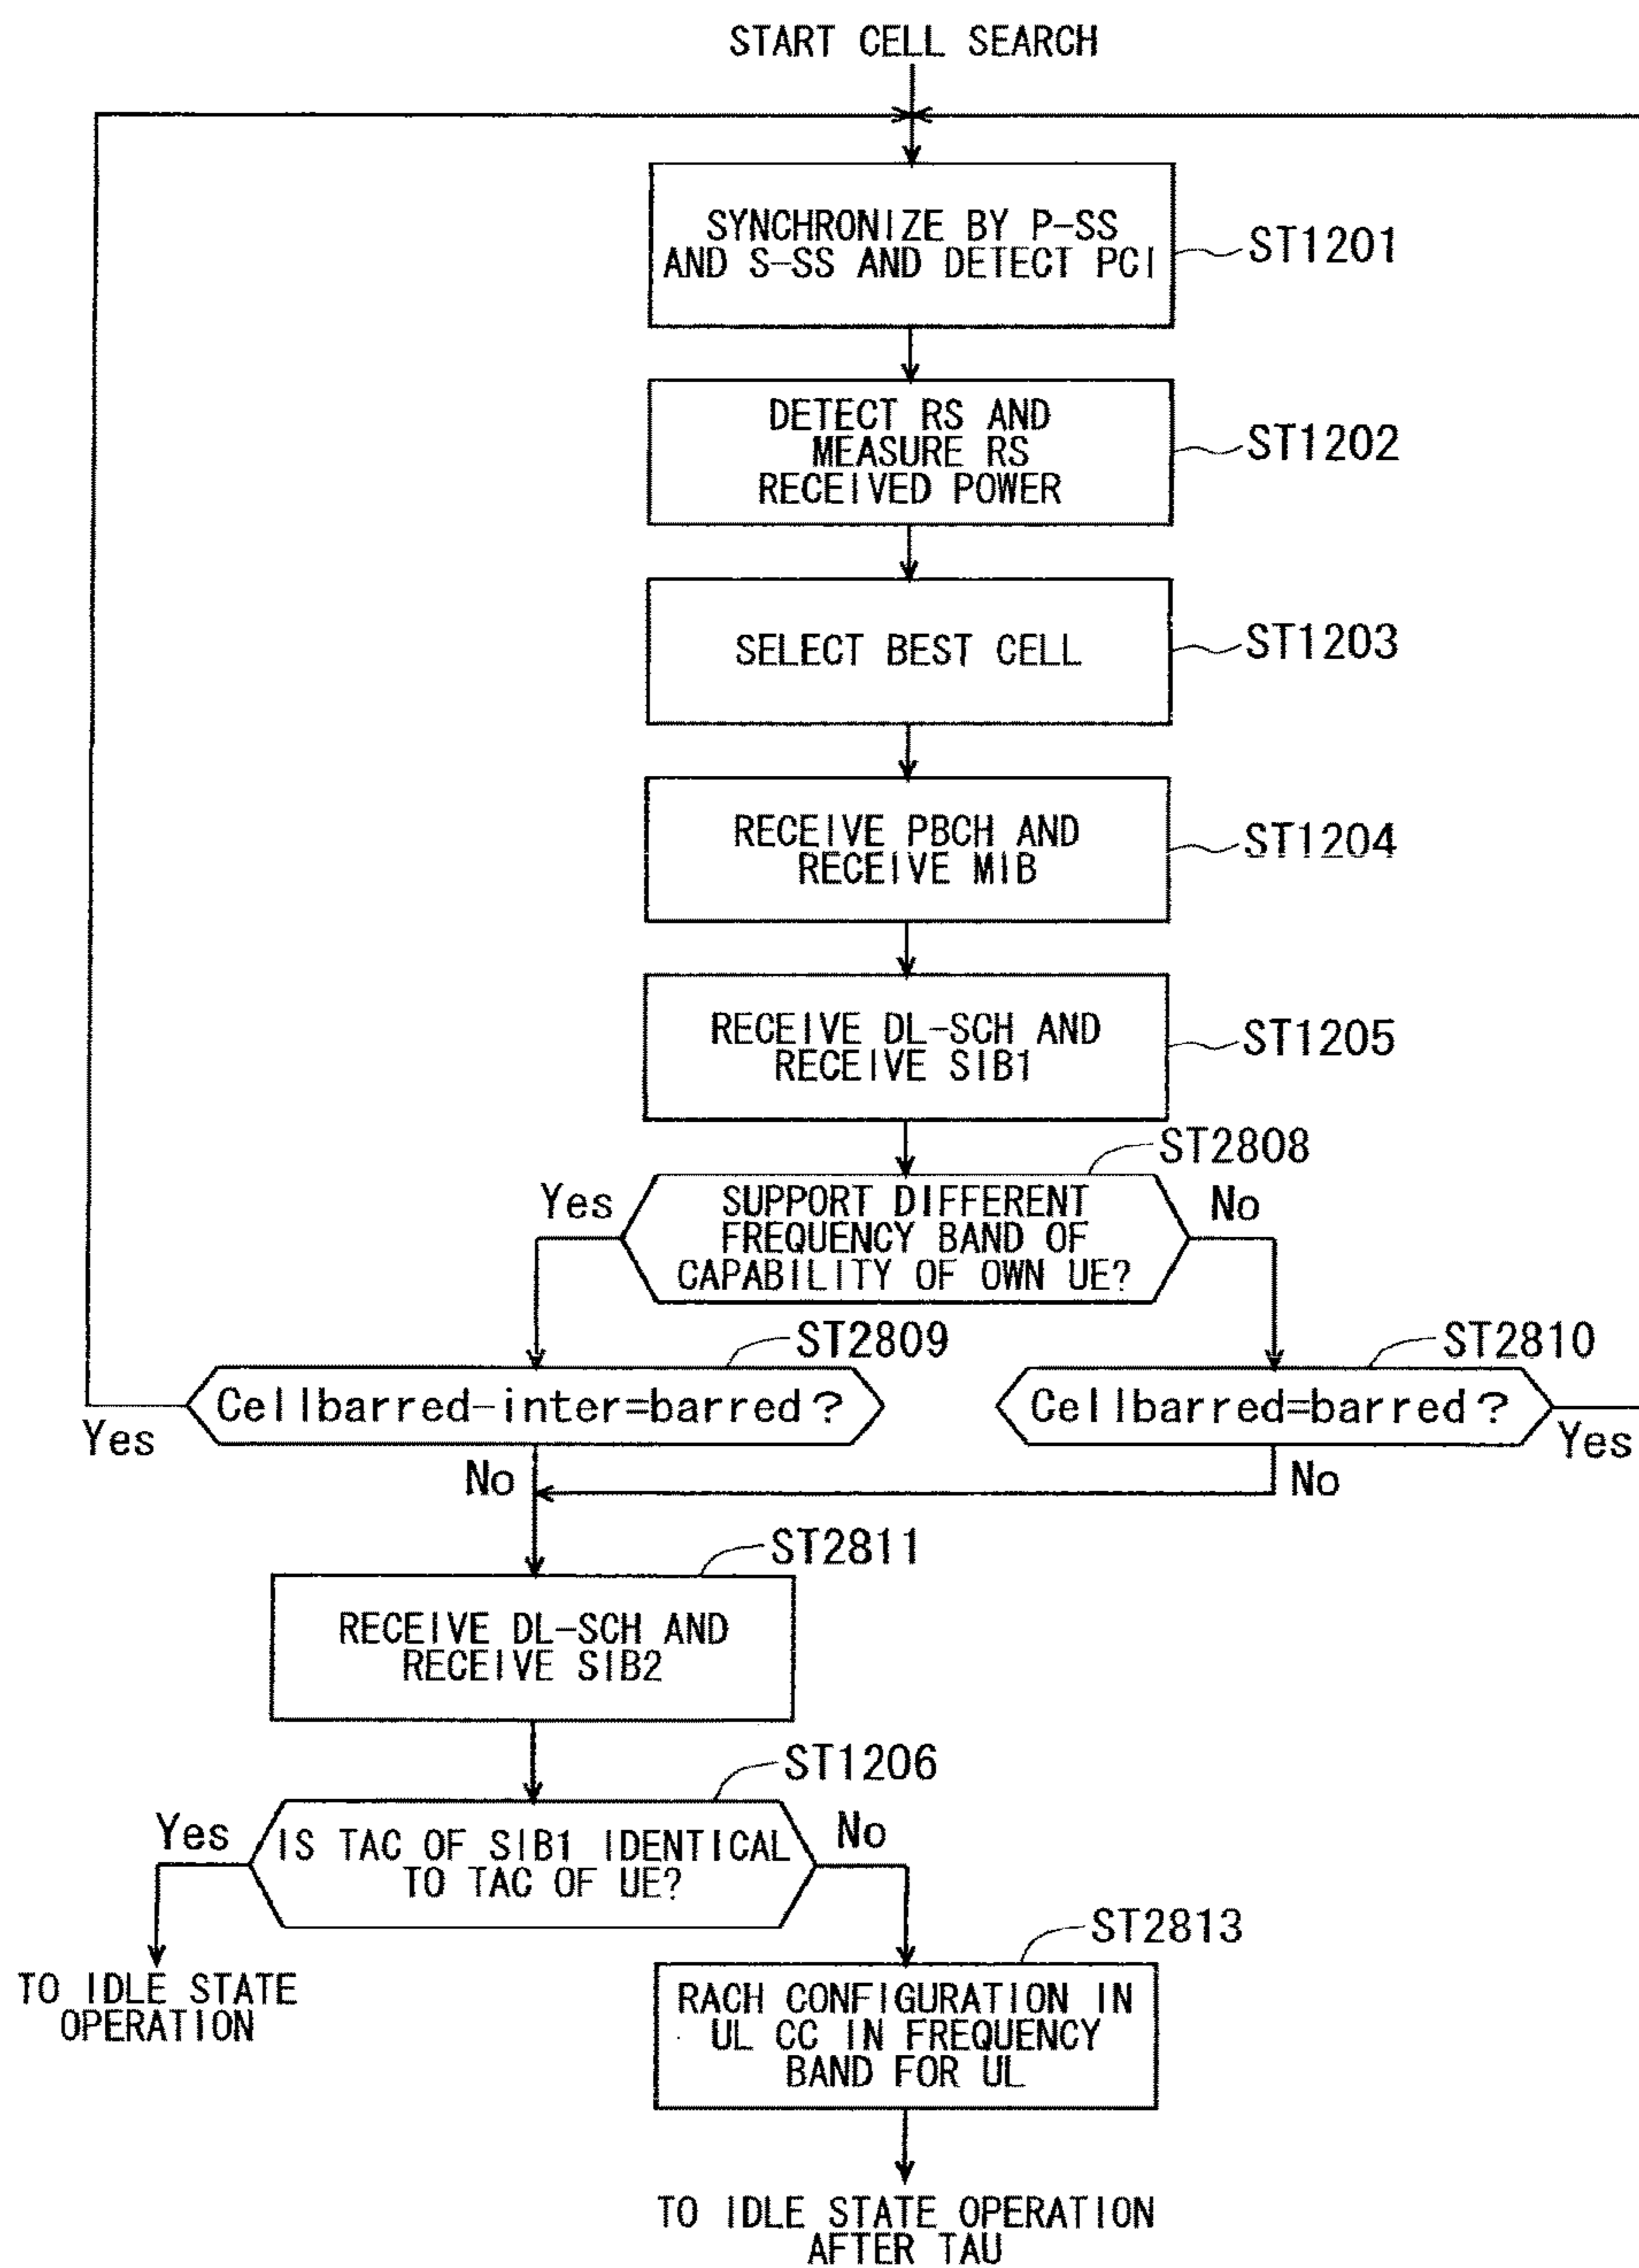 START CELL SEARCH
SYNCHRONIZE BY P-SS
AND S-SS AND DETECT PCI
ST1201
DETECT RS AND
MEASURE RS
RECEIVED POWER
ST1202
SELECT BEST CELL
ST1203
RECEIVE PBCH AND
RECEIVE MIB
ST1204
RECEIVE DL-SCH AND
RECEIVE SIB1
ST1205
ST2808
Yes
SUPPORT DIFFERENT
FREQUENCY BAND OF
CAPABILITY OF OWN UE?
No
ST2809
ST2810
Cellbarred-inter=barred?
Cellbarred=barred?
Yes
Yes
No
No
ST2811
RECEIVE DL-SCH AND
RECEIVE SIB2
ST1206
Yes
IS TAC OF SIB1 IDENTICAL
TO TAC OF UE?
No
ST2813
TO IDLE STATE
OPERATION
RACH CONFIGURATION IN
UL CC IN FREQUENCY
BAND FOR UL
TO IDLE STATE OPERATION
AFTER TAU